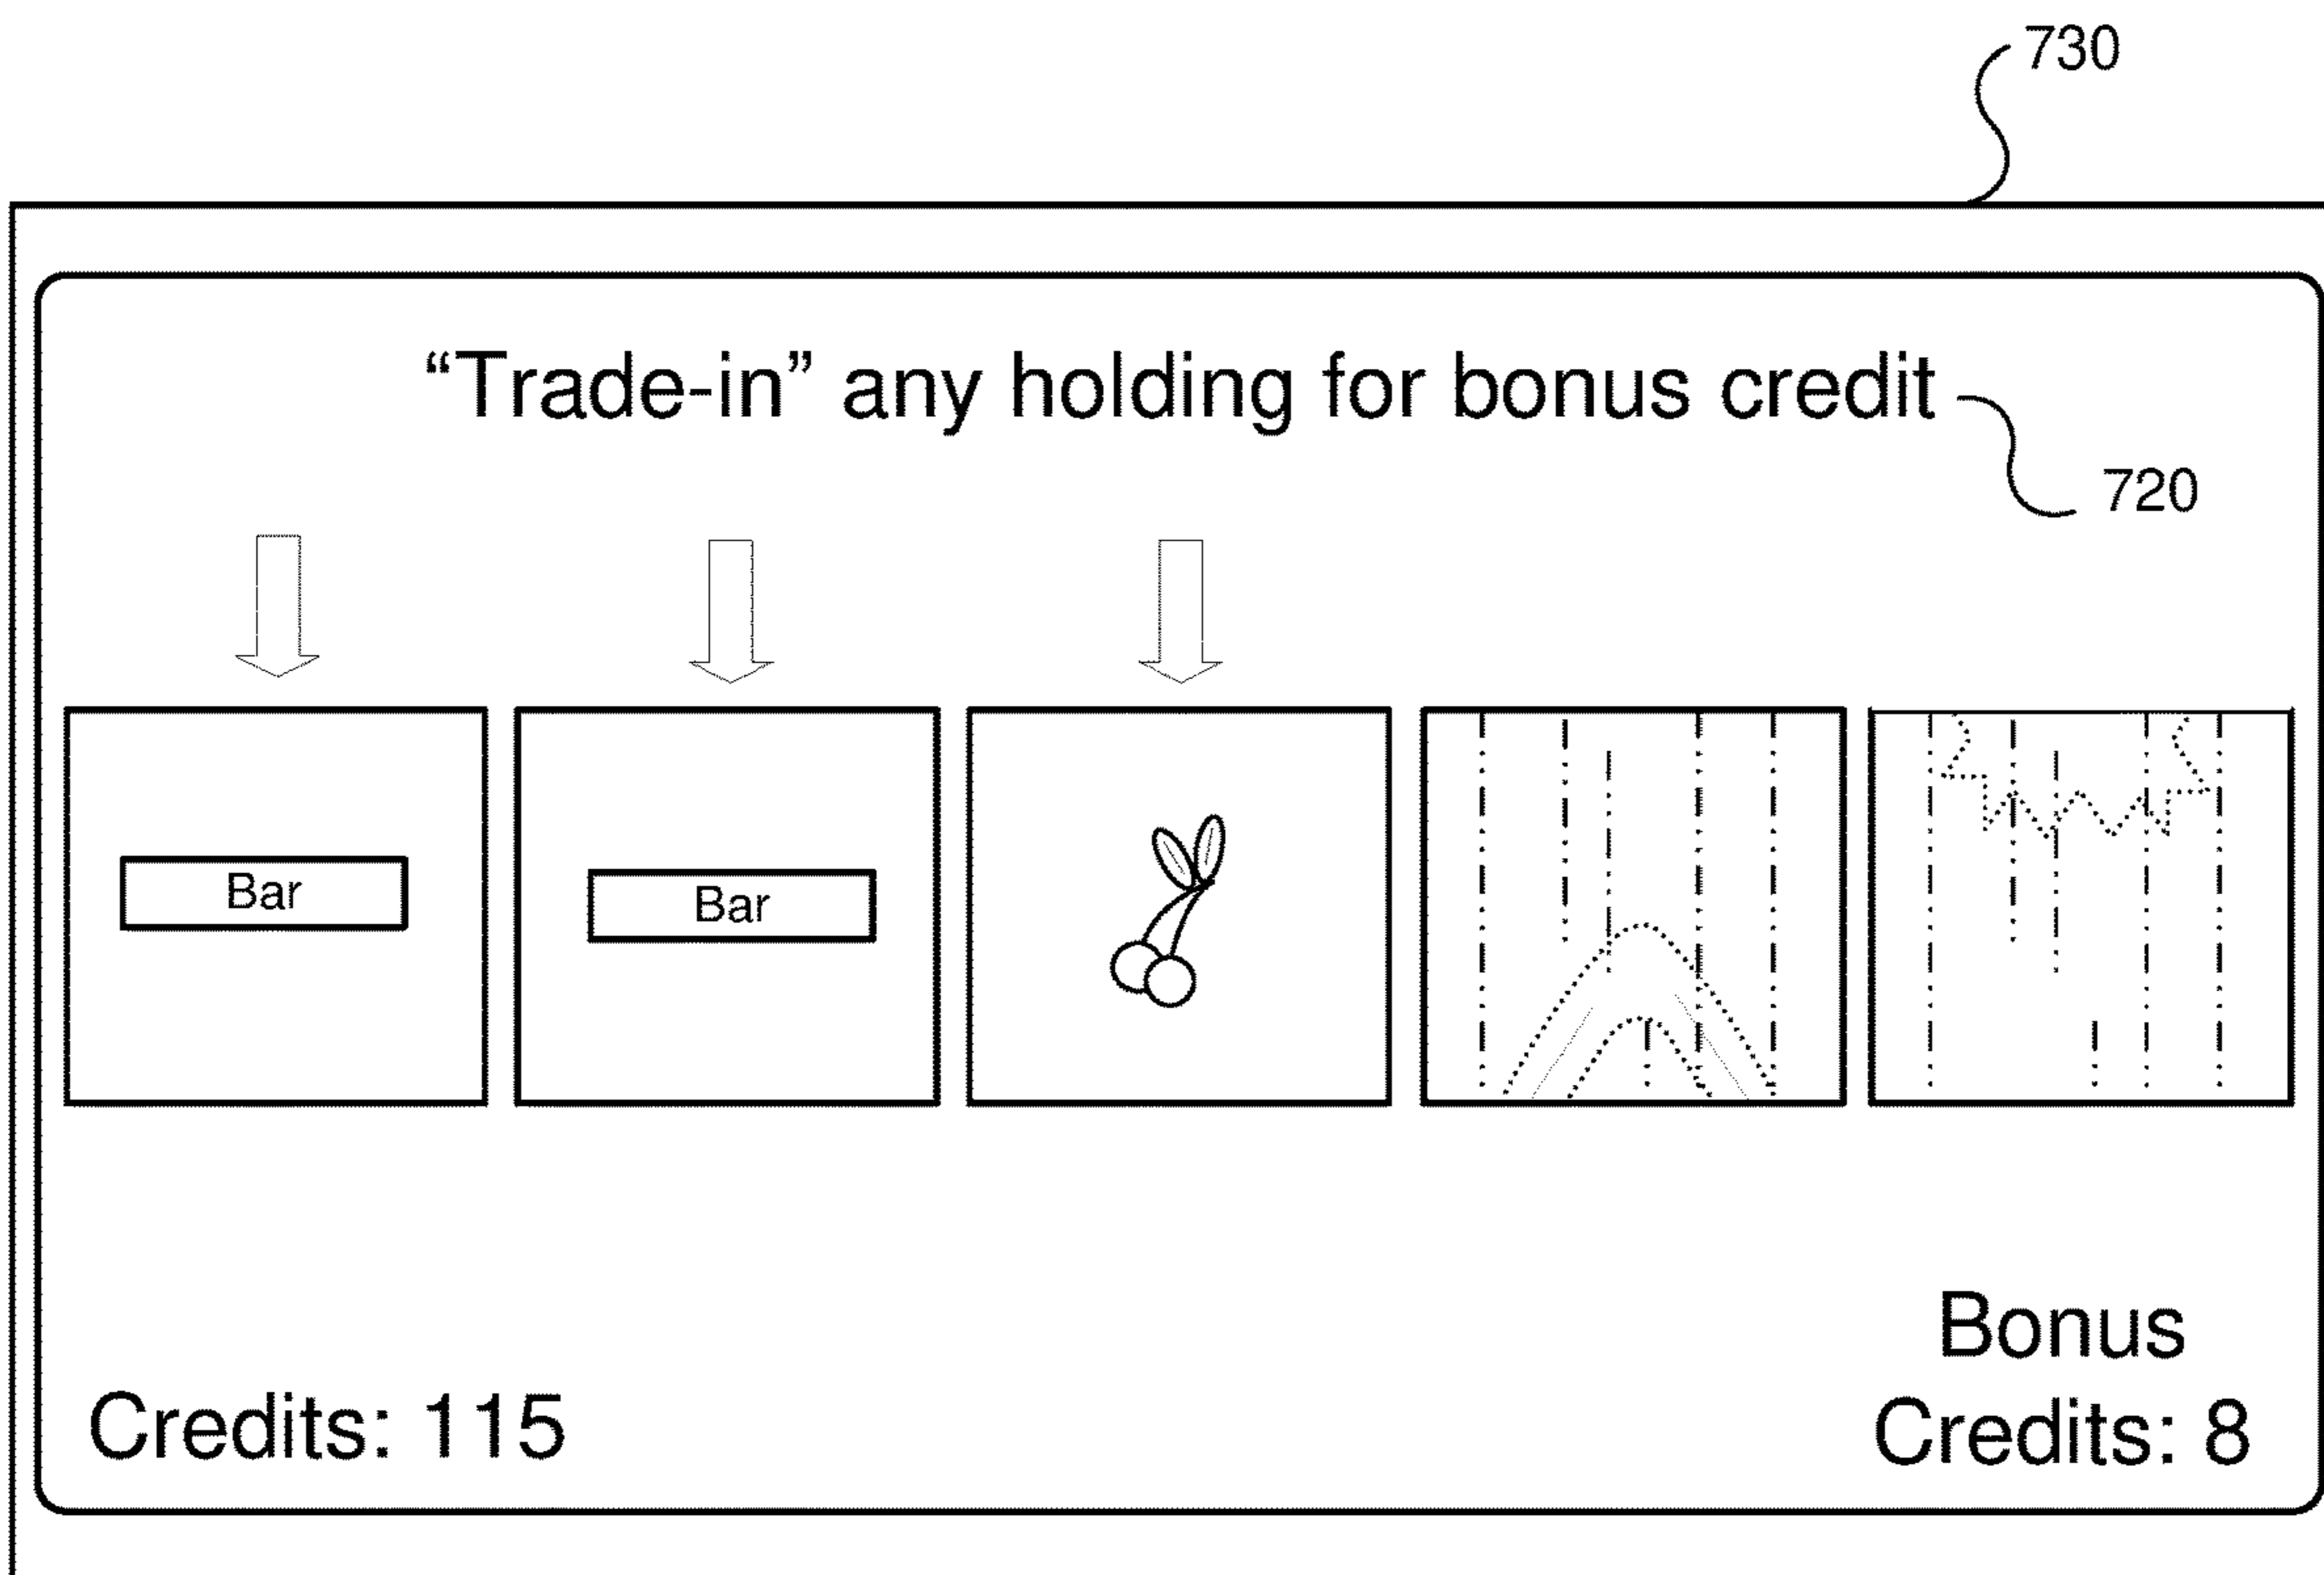 730
“Trade-in” any holding for bonus credit
720
Bar
Bar
Bonus
Credits: 115
Credits: 8